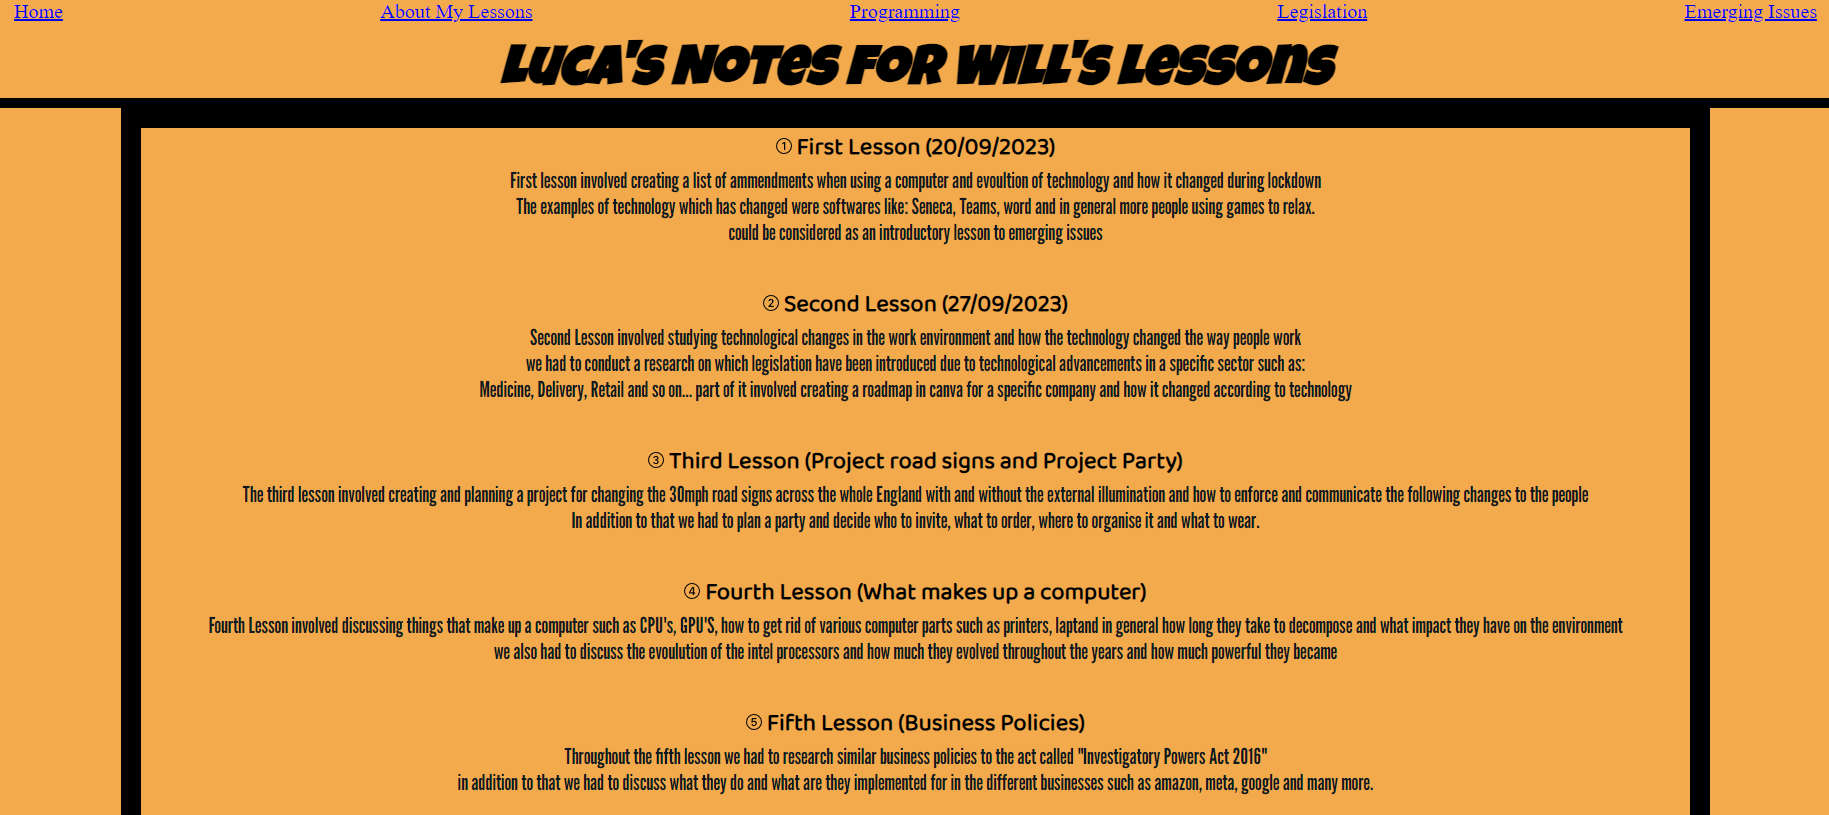 Home About My Lessons Programming Legislation Emerging Issues
Luca's Notes for Will's Lessons
① First Lesson (20/09/2023)
First lesson involved creating a list of ammendments when using a computer and evoultion of technology and how it changed during lockdown
The examples of technology which has changed were softwares like: Seneca, Teams, word and in general more people using games to relax.
could be considered as an introductory lesson to emerging issues
② Second Lesson (27/09/2023)
Second Lesson involved studying technological changes in the work environment and how the technology changed the way people work
we had to conduct a research on which legislation have been introduced due to technological advancements in a specific sector such as:
Medicine, Delivery, Retail and so on... part of it involved creating a roadmap in canva for a specific company and how it changed according to technology
③ Third Lesson (Project road signs and Project Party)
The third lesson involved creating and planning a project for changing the 30mph road signs across the whole England with and without the external illumination and how to enforce and communicate the following changes to the people
In addition to that we had to plan a party and decide who to invite, what to order, where to organise it and what to wear.
④ Fourth Lesson (What makes up a computer)
Fourth Lesson involved discussing things that make up a computer such as CPU's, GPU'S, how to get rid of various computer parts such as printers, laptand in general how long they take to decompose and what impact they have on the environment
we also had to discuss the evoulution of the intel processors and how much they evolved throughout the years and how much powerful they became
⑤ Fifth Lesson (Business Policies)
Throughout the fifth lesson we had to research similar business policies to the act called "Investigatory Powers Act 2016"
in addition to that we had to discuss what they do and what are they implemented for in the different businesses such as amazon, meta, google and many more.